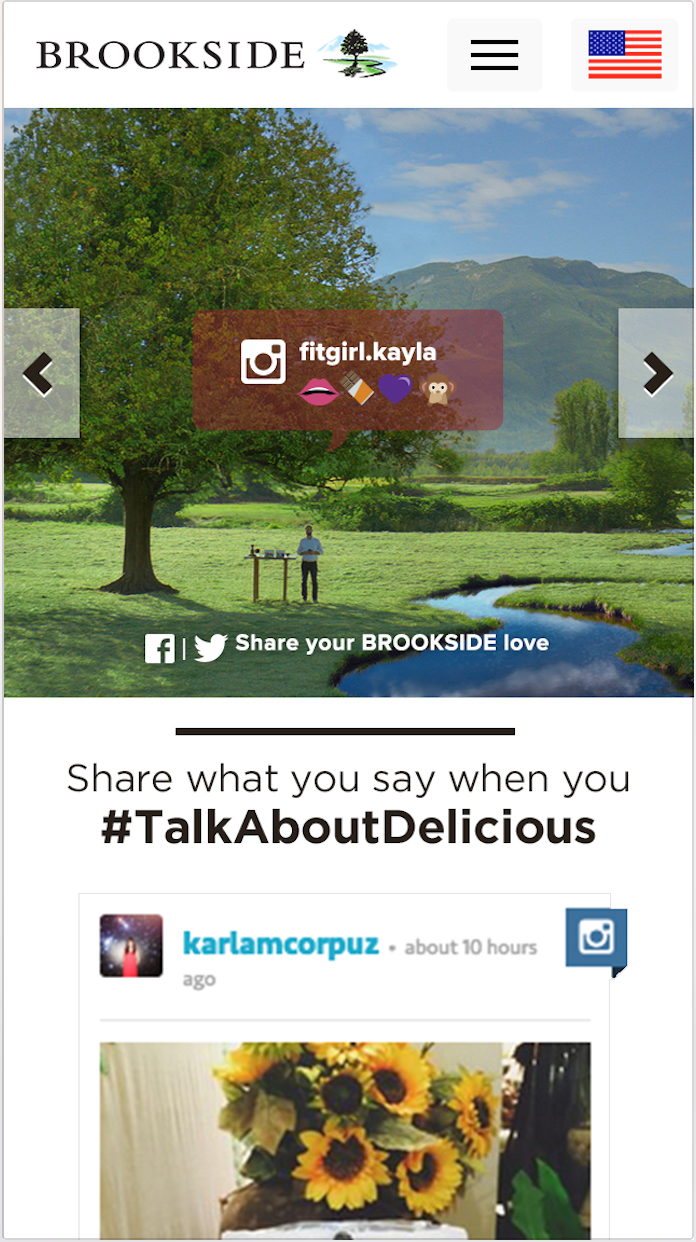 BROOKSIDE
fitgirl.kayla
👄🍫💜🙊
Share your BROOKSIDE love
Share what you say when you
#TalkAboutDelicious
karlamcorpuz • about 10 hours
ago